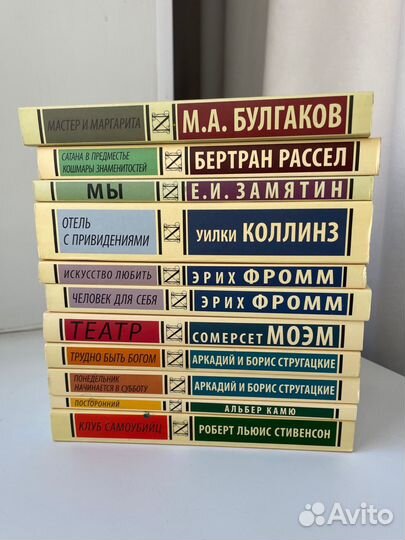 МАСТЕР И МАРГАРИТА М.А. БУЛГАКОВ
САТАНА В ПРЕДМЕСТЬЕ
КОШМАРЫ ЗНАМЕНИТОСТЕЙ
БЕРТРАН РАССЕЛ
МЫ Е.И. ЗАМЯТИН
ОТЕЛЬ
С ПРИВИДЕНИЯМИ
УИЛКИ КОЛЛИНЗ
ИСКУССТВО ЛЮБИТЬ ЭРИХ ФРОММ
ЧЕЛОВЕК ДЛЯ СЕБЯ ЭРИХ ФРОММ
ТЕАТР СОМЕРСЕТ МОЭМ
ТРУДНО БЫТЬ БОГОМ АРКАДИЙ И БОРИС СТРУГАЦКИЕ
ПОНЕДЕЛЬНИК
НАЧИНАЕТСЯ В СУББОТУ
АРКАДИЙ И БОРИС СТРУГАЦКИЕ
ПОСТОРОННИЙ АЛЬБЕР КАМЮ
КЛУБ САМОУБИЙЦ РОБЕРТ ЛЬЮИС СТИВЕНСОН
Avito